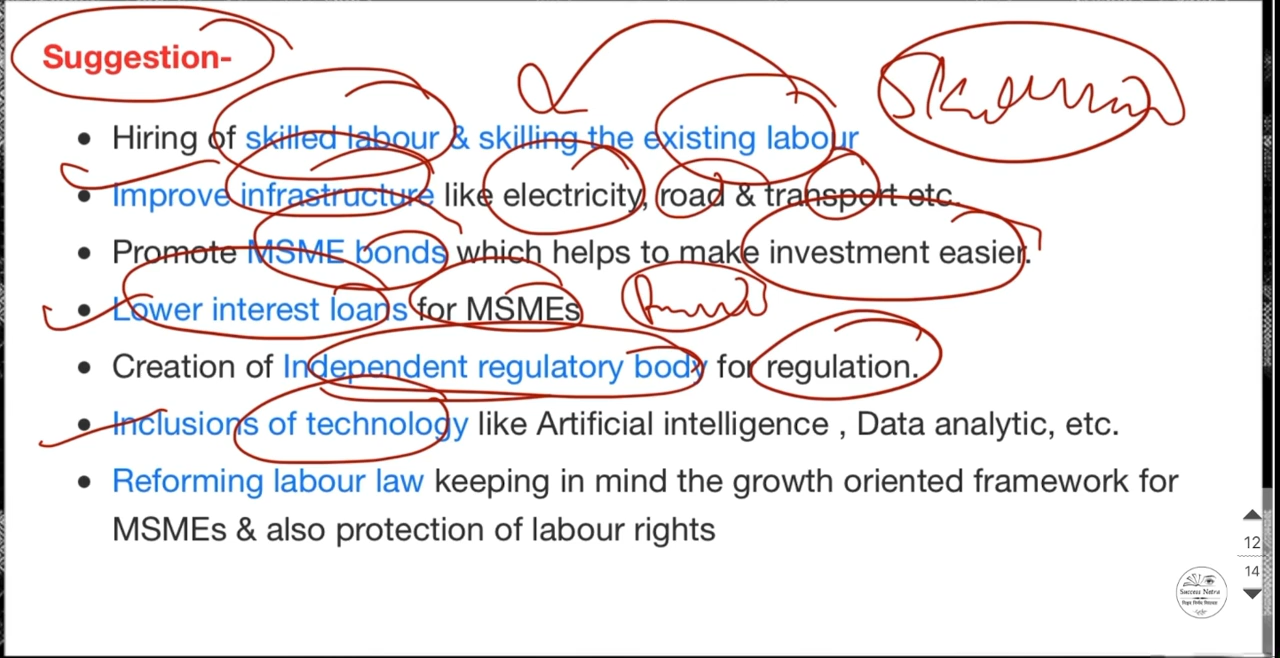 Suggestion-
• Hiring of skilled labour & skilling the existing labour
• Improve infrastructure like electricity, road & transport etc.
• Promote MSME bonds which helps to make investment easier.
• Lower interest loans for MSMEs
• Creation of Independent regulatory body for regulation.
• Inclusions of technology like Artificial intelligence , Data analytic, etc.
• Reforming labour law keeping in mind the growth oriented framework for
MSMEs & also protection of labour rights
12
14
Success Netra